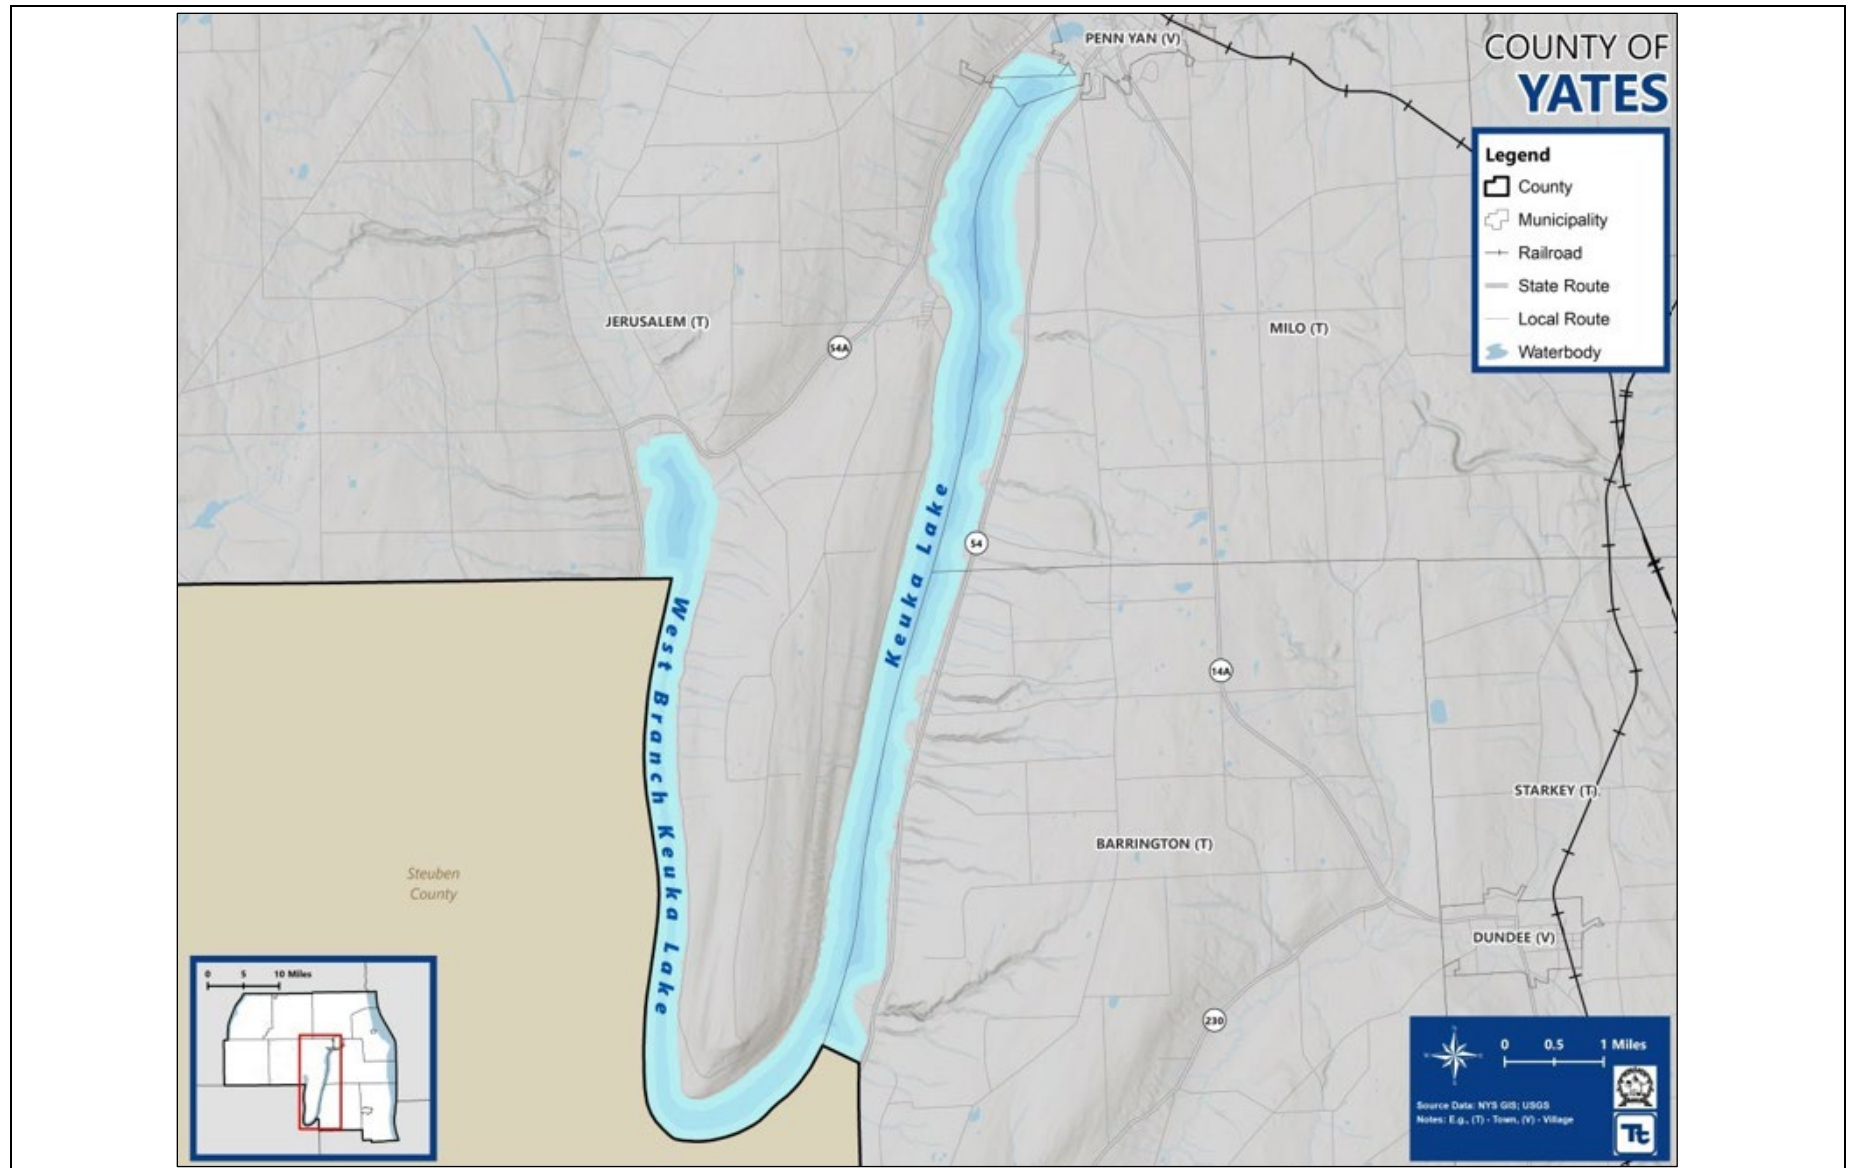 PENN YAN (V)
COUNTY OF
YATES
Legend
County
Municipality
Railroad
State Route
Local Route
Waterbody
JERUSALEM (T)
54A
MILO (T)
Keuka Lake
54
West Branch Keuka Lake
14A
STARKEY (T)
BARRINGTON (T)
Steuben
County
DUNDEE (V)
230
0 5 10 Miles
0 0.5 1 Miles
Source Data: NYS GIS; USGS
Notes: E.g., (T) - Town, (V) - Village
Tt